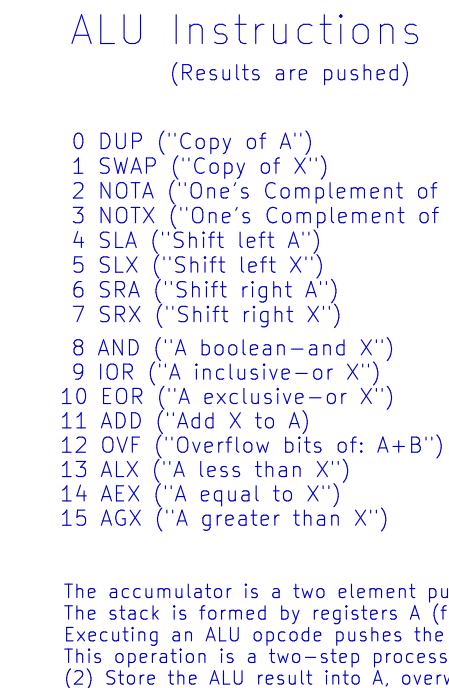 ALU Instructions
(Results are pushed)
0 DUP ("Copy of A")
1 SWAP ("Copy of X")
2 NOTA ("One's Complement of
3 NOTX ("One's Complement of
4 SLA ("Shift left A")
5 SLX ("Shift left X")
6 SRA ("Shift right A")
7 SRX ("Shift right X")
8 AND ("A boolean-and X")
9 IOR ("A inclusive-or X")
10 EOR ("A exclusive-or X")
11 ADD ("Add X to A)
12 OVF ("Overflow bits of: A+B")
13 ALX ("A less than X")
14 AEX ("A equal to X")
15 AGX ("A greater than X")
The accumulator is a two element pu
The stack is formed by registers A (f
Executing an ALU opcode pushes the
This operation is a two-step process
(2) Store the ALU result into A, overw